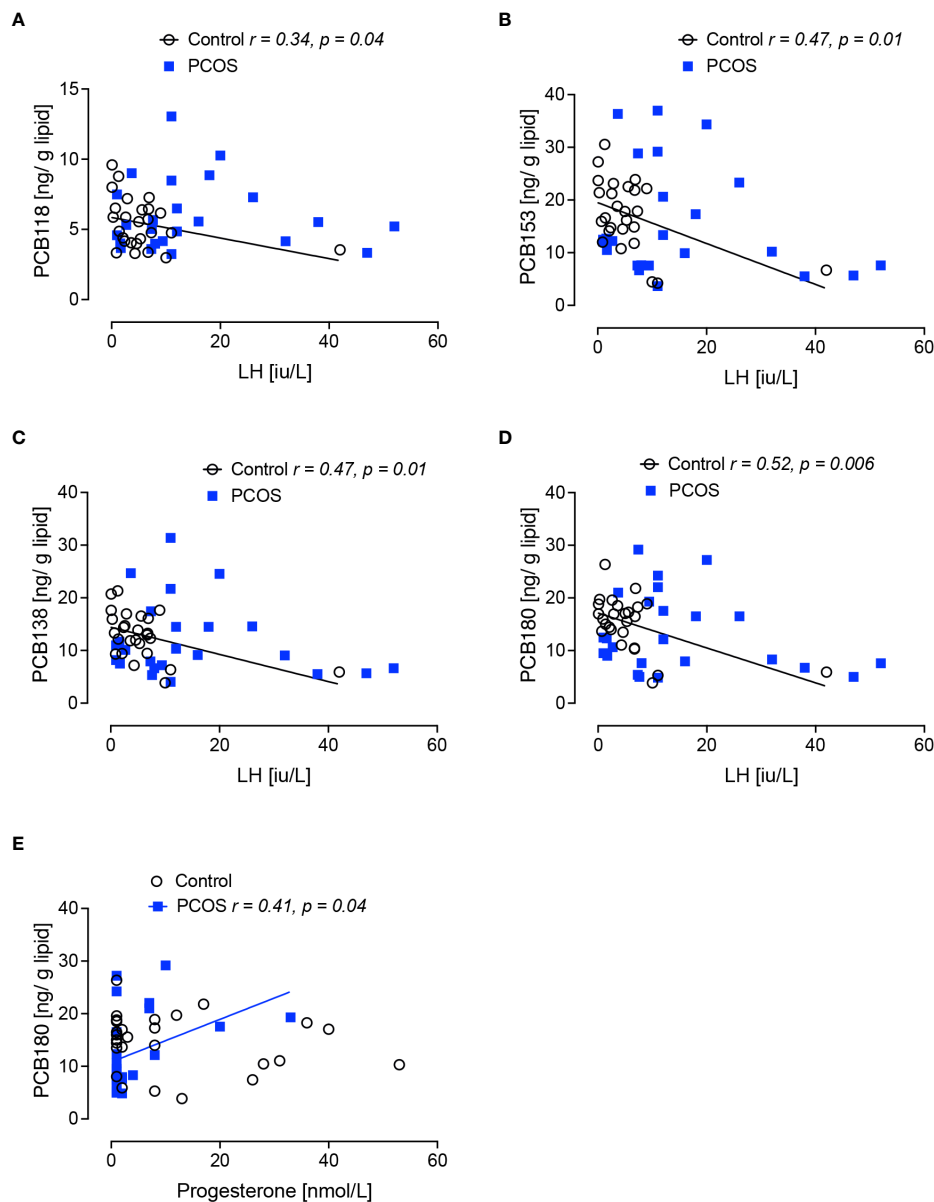 A
Control r = 0.34, p = 0.04
PCOS
15
10
5
0
PCB118 [ng/ g lipid]
0 20 40 60
LH [iu/L]
B
Control r = 0.47, p = 0.01
PCOS
40
30
20
10
0
PCB153 [ng/ g lipid]
0 20 40 60
LH [iu/L]
C
Control r = 0.47, p = 0.01
PCOS
40
30
20
10
0
PCB138 [ng/ g lipid]
0 20 40 60
LH [iu/L]
D
Control r = 0.52, p = 0.006
PCOS
40
30
20
10
0
PCB180 [ng/ g lipid]
0 20 40 60
LH [iu/L]
E
Control
PCOS r = 0.41, p = 0.04
40
30
20
10
0
PCB180 [ng/ g lipid]
0 20 40 60
Progesterone [nmol/L]